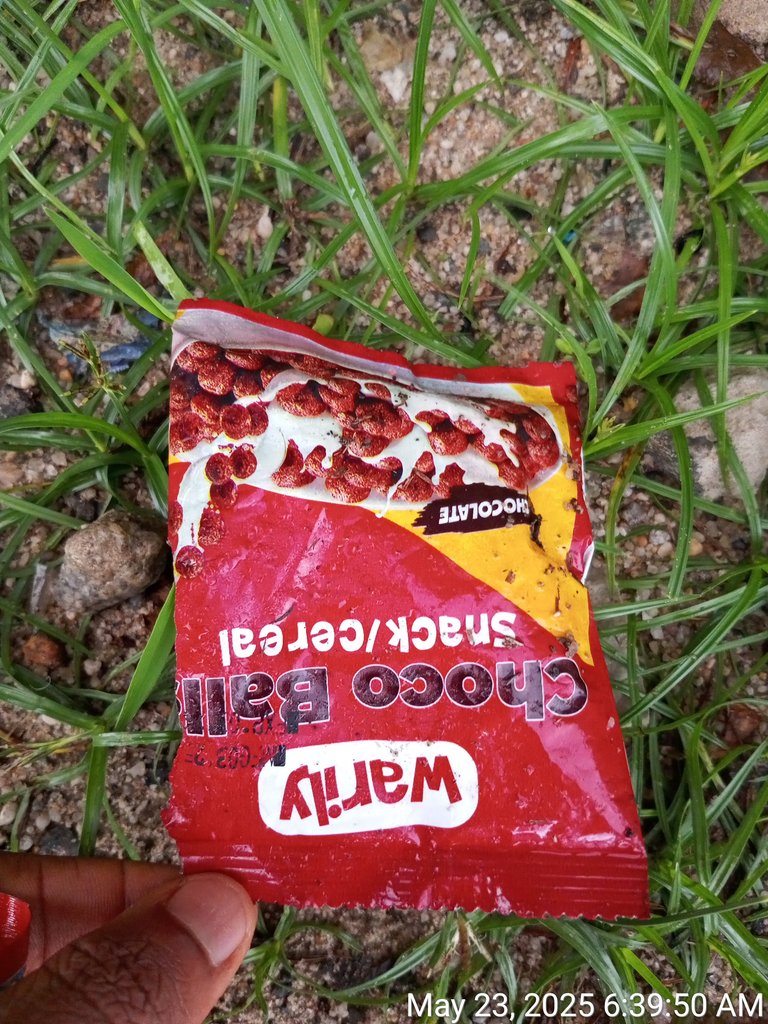 warily
Choco Balls
Snack/cereal
CHOCOLATE
May 23, 2025 6:39:50 AM